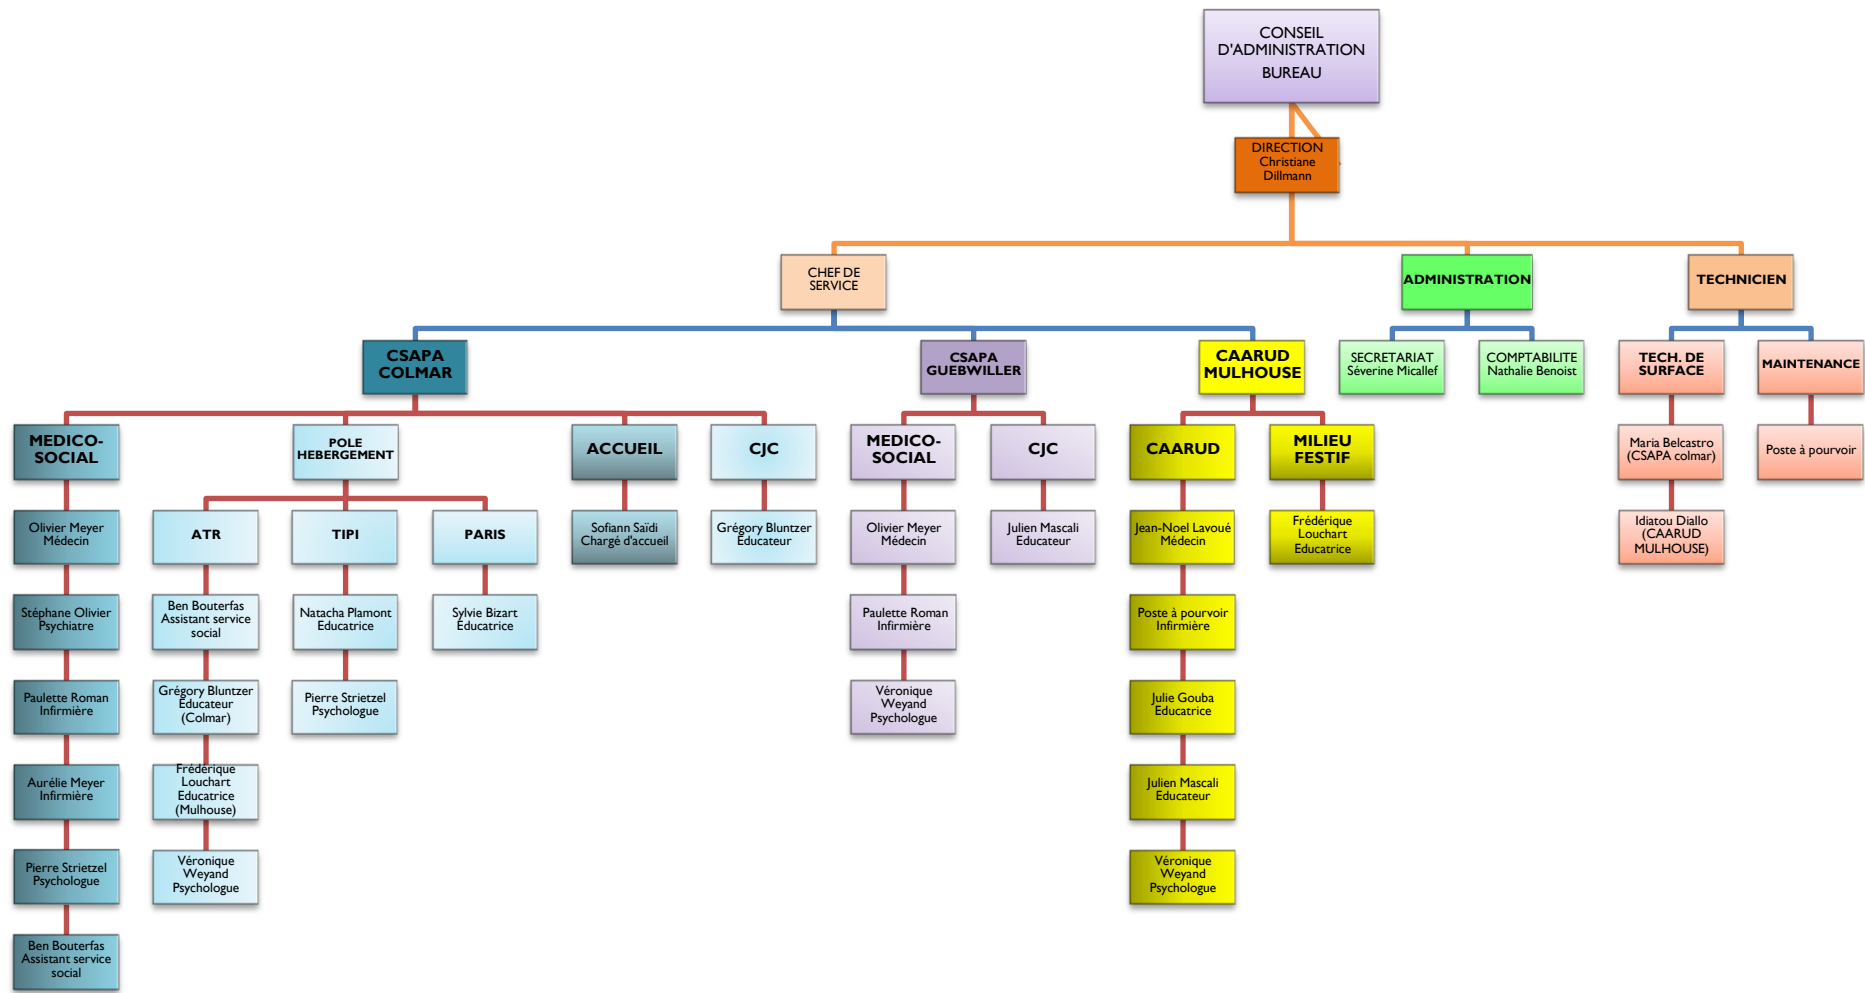 CONSEIL
D'ADMINISTRATION
BUREAU
DIRECTION
Christiane
Dillmann
CHEF DE
SERVICE
ADMINISTRATION
TECHNICIEN
CSAPA
COLMAR
CSAPA
GUEBWILLER
CAARUD
MULHOUSE
SECRETARIAT
Séverine Micallef
COMPTABILITE
Nathalie Benoist
TECH. DE
SURFACE
MAINTENANCE
MEDICO-
SOCIAL
POLE
HEBERGEMENT
ACCUEIL
CJC
MEDICO-
SOCIAL
CJC
CAARUD
MILIEU
FESTIF
Maria Belcastro
(CSAPA colmar)
Poste à pourvoir
Olivier Meyer
Médecin
ATR
TIPI
PARIS
Sofiann Saïdi
Chargé d'accueil
Grégory Bluntzer
Educateur
Olivier Meyer
Médecin
Julien Mascali
Educateur
Jean-Noel Lavoué
Médecin
Frédérique
Louchart
Educatrice
Idiatou Diallo
(CAARUD
MULHOUSE)
Stéphane Olivier
Psychiatre
Ben Bouterfas
Assistant service
social
Natacha Plamont
Educatrice
Sylvie Bizart
Educatrice
Paulette Roman
Infirmière
Poste à pourvoir
Infirmière
Paulette Roman
Infirmière
Grégory Bluntzer
Educateur
(Colmar)
Pierre Strietzel
Psychologue
Véronique
Weyand
Psychologue
Julie Gouba
Educatrice
Aurélie Meyer
Infirmière
Frédérique
Louchart
Educatrice
(Mulhouse)
Julien Mascali
Educateur
Pierre Strietzel
Psychologue
Véronique
Weyand
Psychologue
Véronique
Weyand
Psychologue
Ben Bouterfas
Assistant service
social